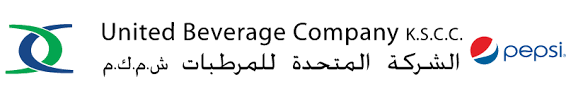 United Beverage Company K.S.C.C.
الشركة المتحدة للمرطبات ش.م.ك.م
pepsi